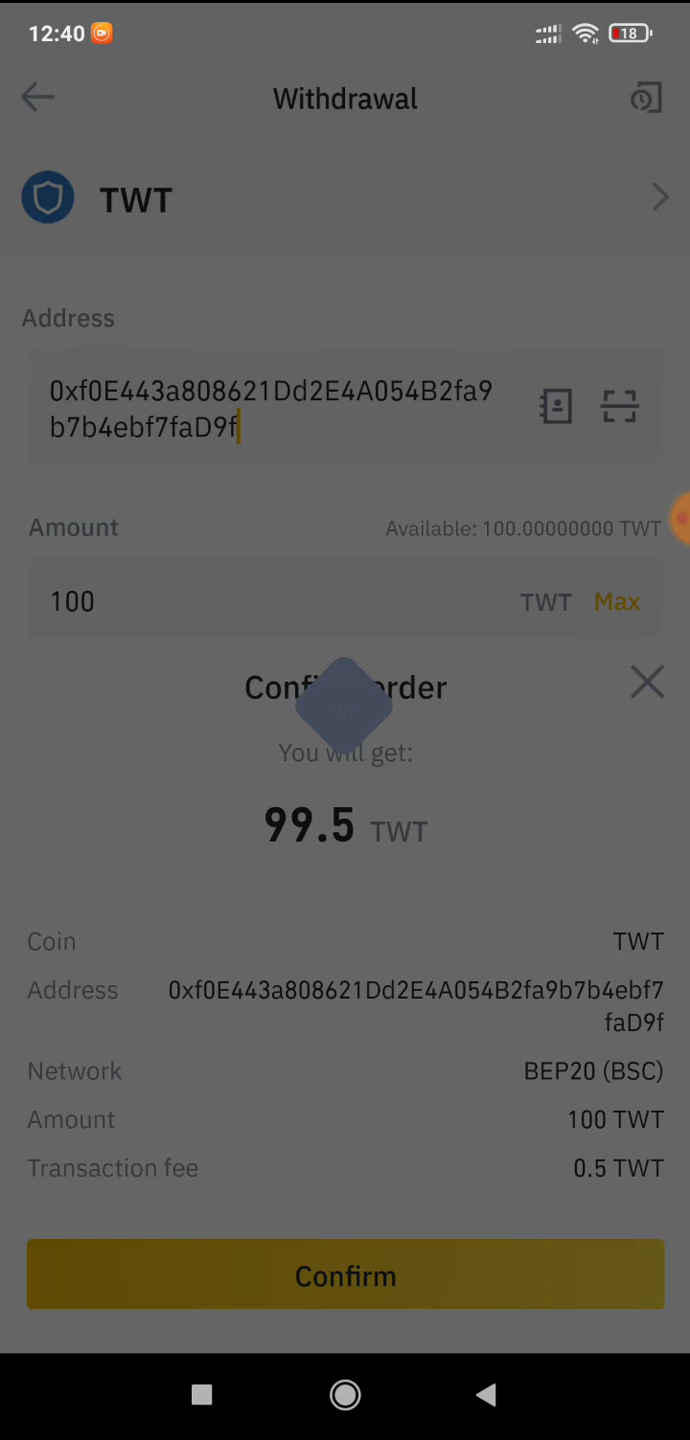 12:40
18
Withdrawal
TWT
Address
0xf0E443a808621Dd2E4A054B2fa9
b7b4ebf7faD9f
Amount
Available: 100.00000000 TWT
100
TWT Max
You will get:
99.5 TWT
Coin
TWT
Address
0xf0E443a808621Dd2E4A054B2fa9b7b4ebf7
faD9f
Network
BEP20 (BSC)
Amount
100 TWT
Transaction fee
0.5 TWT
Confirm